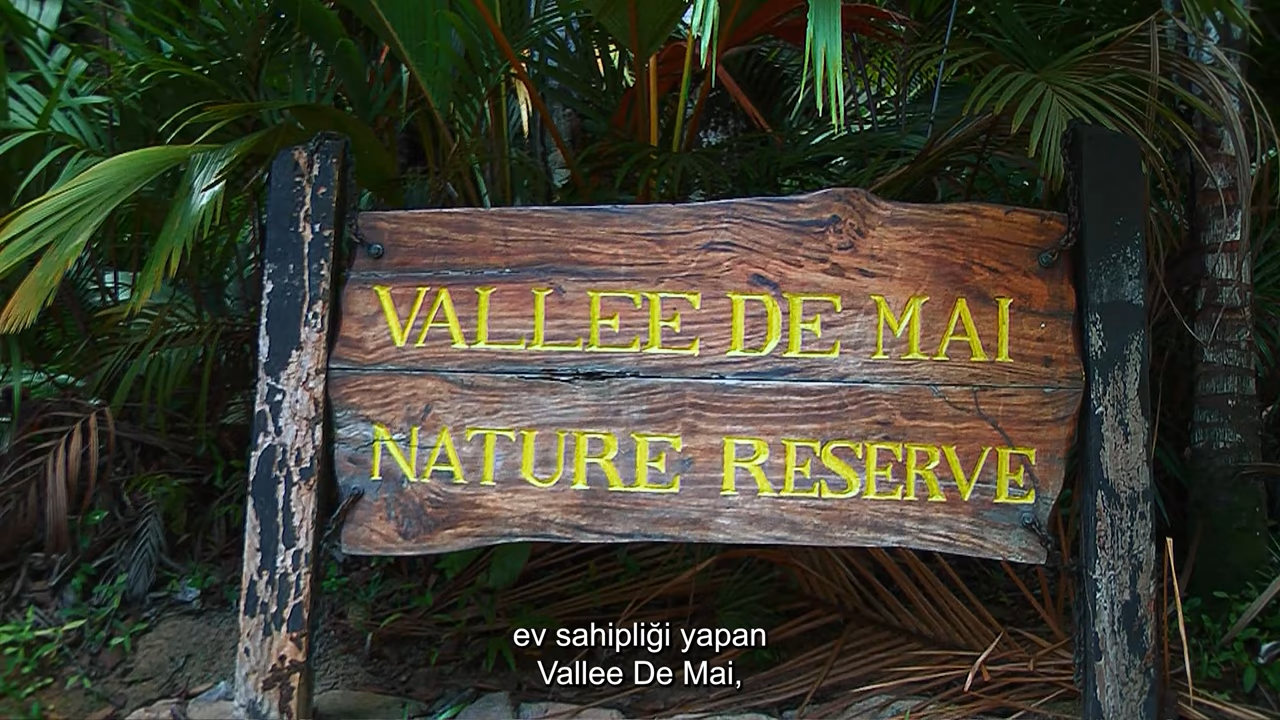 VALLEE DE MAI
NATURE RESERVE
ev sahipliği yapan
Vallee De Mai,